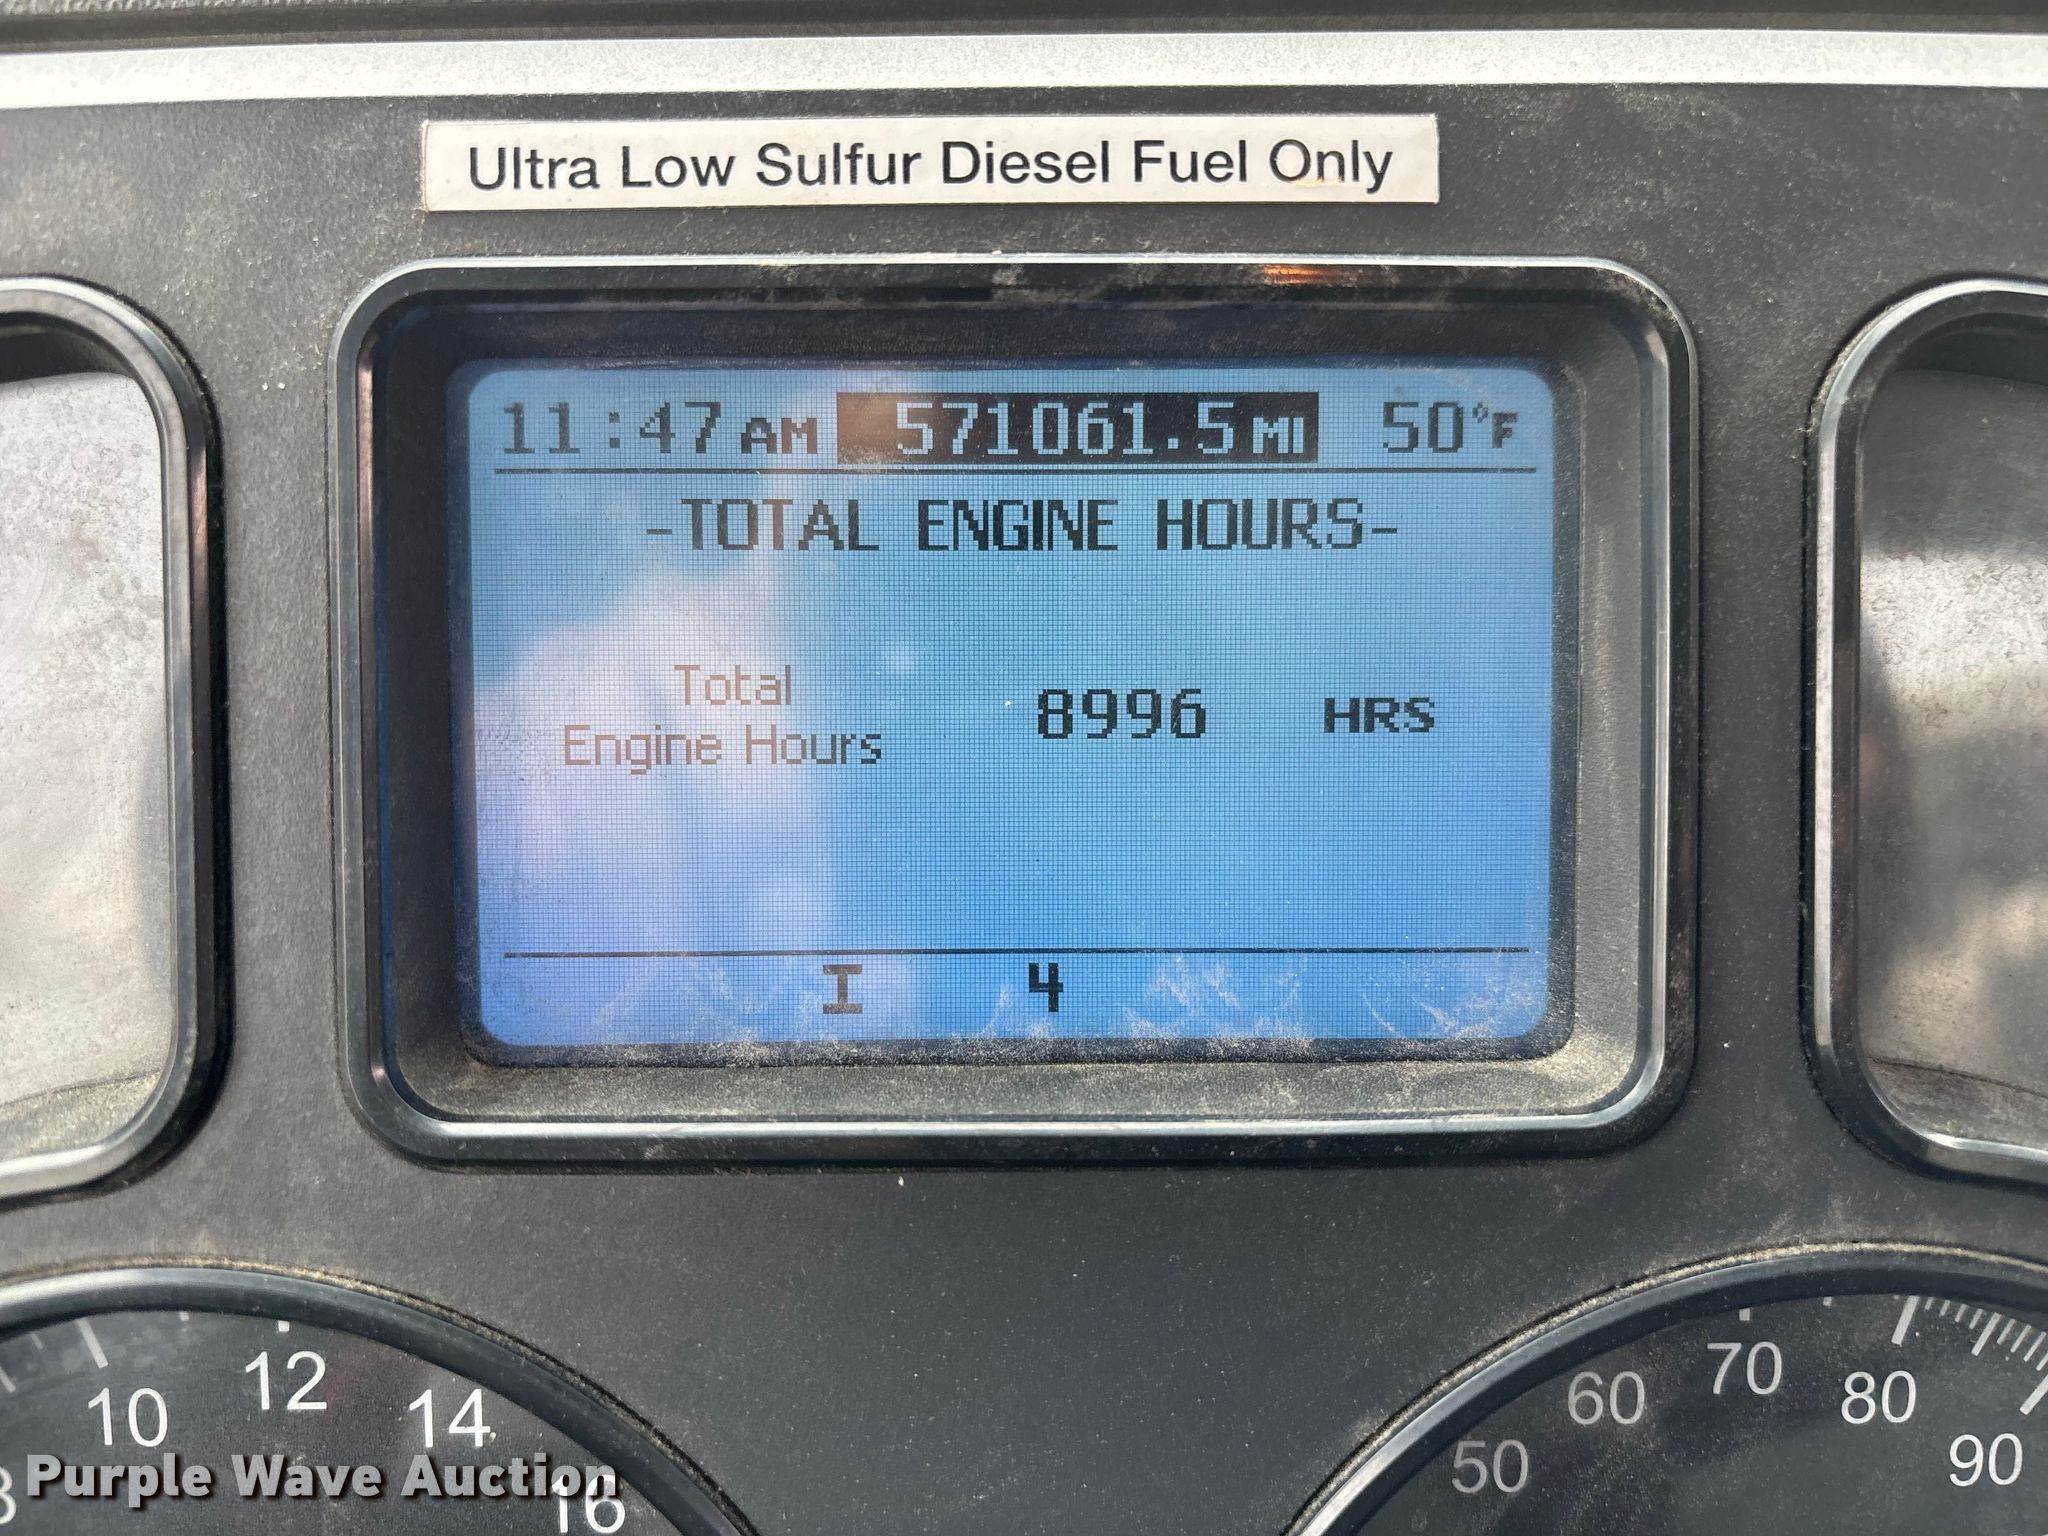 Ultra Low Sulfur Diesel Fuel Only
11:47 AM 571061.5 MI 50°F
-TOTAL ENGINE HOURS-
Total
Engine Hours
8996 HRS
I 4
10 12 14 16
50 60 70 80 90
Purple Wave Auction